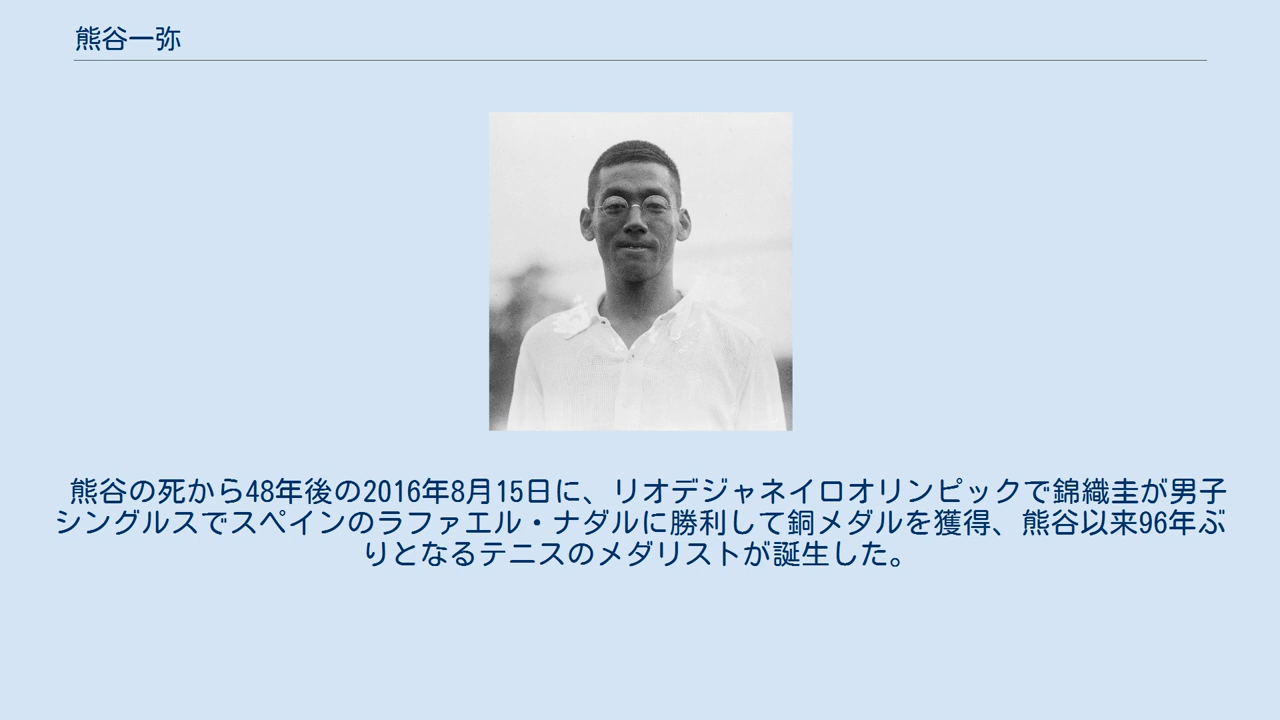 熊谷一弥
熊谷の死から48年後の2016年8月15日に、リオデジャネイロオリンピックで錦織圭が男子
シングルスでスペインのラファエル・ナダルに勝利して銅メダルを獲得、熊谷以来96年ぶ
りとなるテニスのメダリストが誕生した。